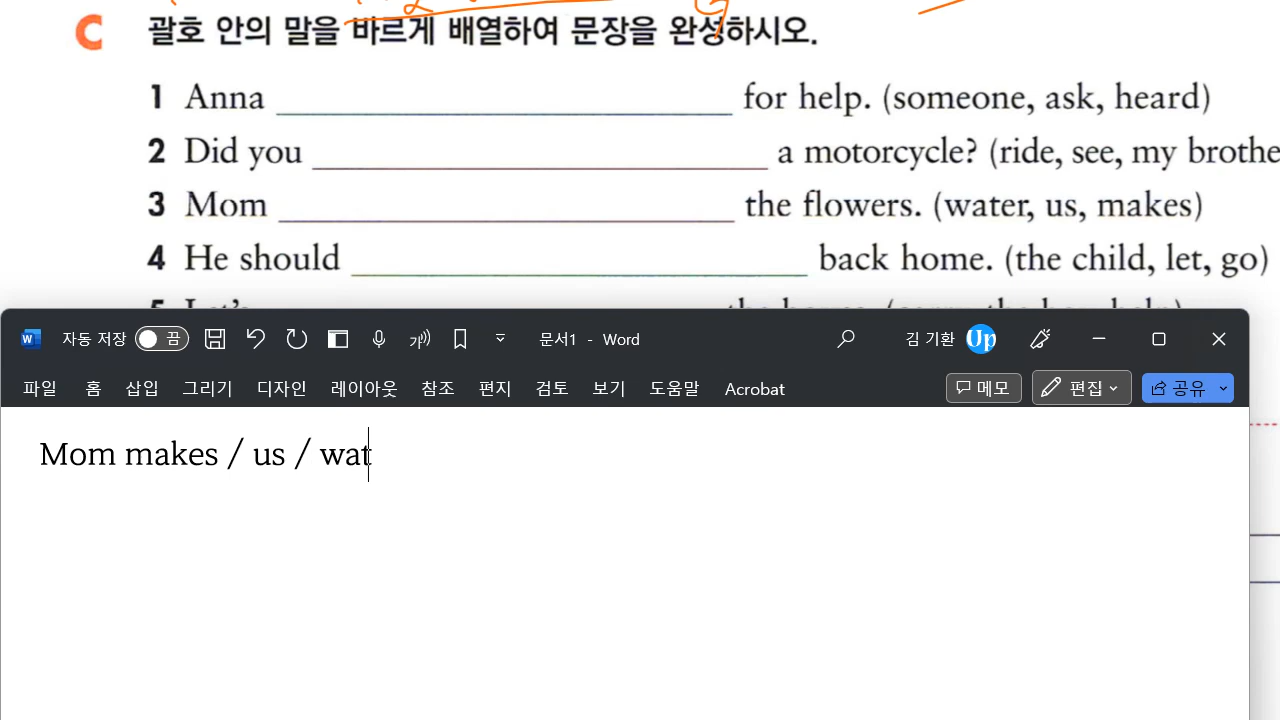 C 괄호 안의 말을 바르게 배열하여 문장을 완성하시오.
1 Anna for help. (someone, ask, heard)
2 Did you a motorcycle? (ride, see, my brothe
3 Mom the flowers. (water, us, makes)
4 He should back home. (the child, let, go)
자동 저장 끔 가 문서1 - Word 김 기환 Up
파일 홈 삽입 그리기 디자인 레이아웃 참조 편지 검토 보기 도움말 Acrobat 메모 편집 공유
Mom makes / us / wat